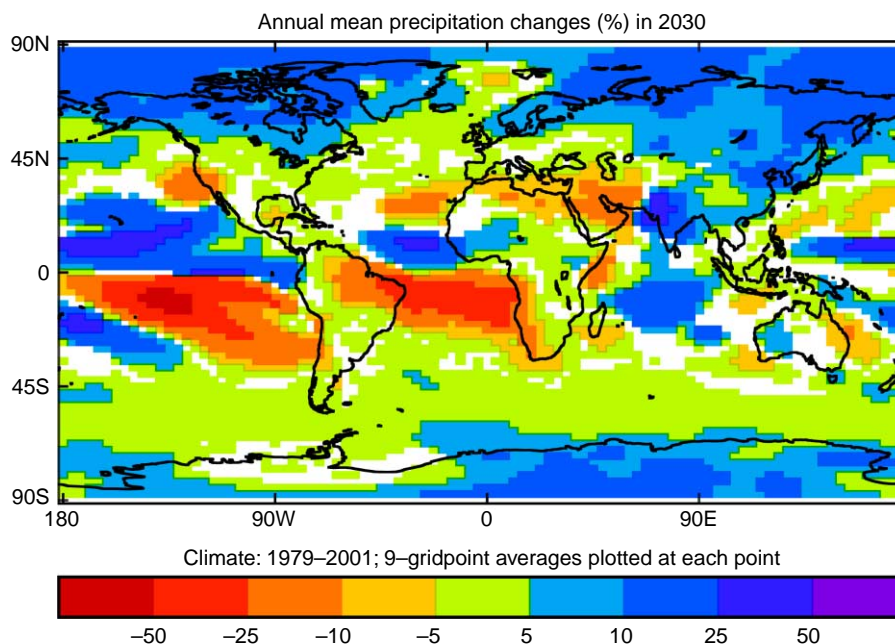 Annual mean precipitation changes (%) in 2030
90N
45N
0
45S
90S
180 90W 0 90E
Climate: 1979–2001; 9–gridpoint averages plotted at each point
–50 –25 –10 –5 5 10 25 50